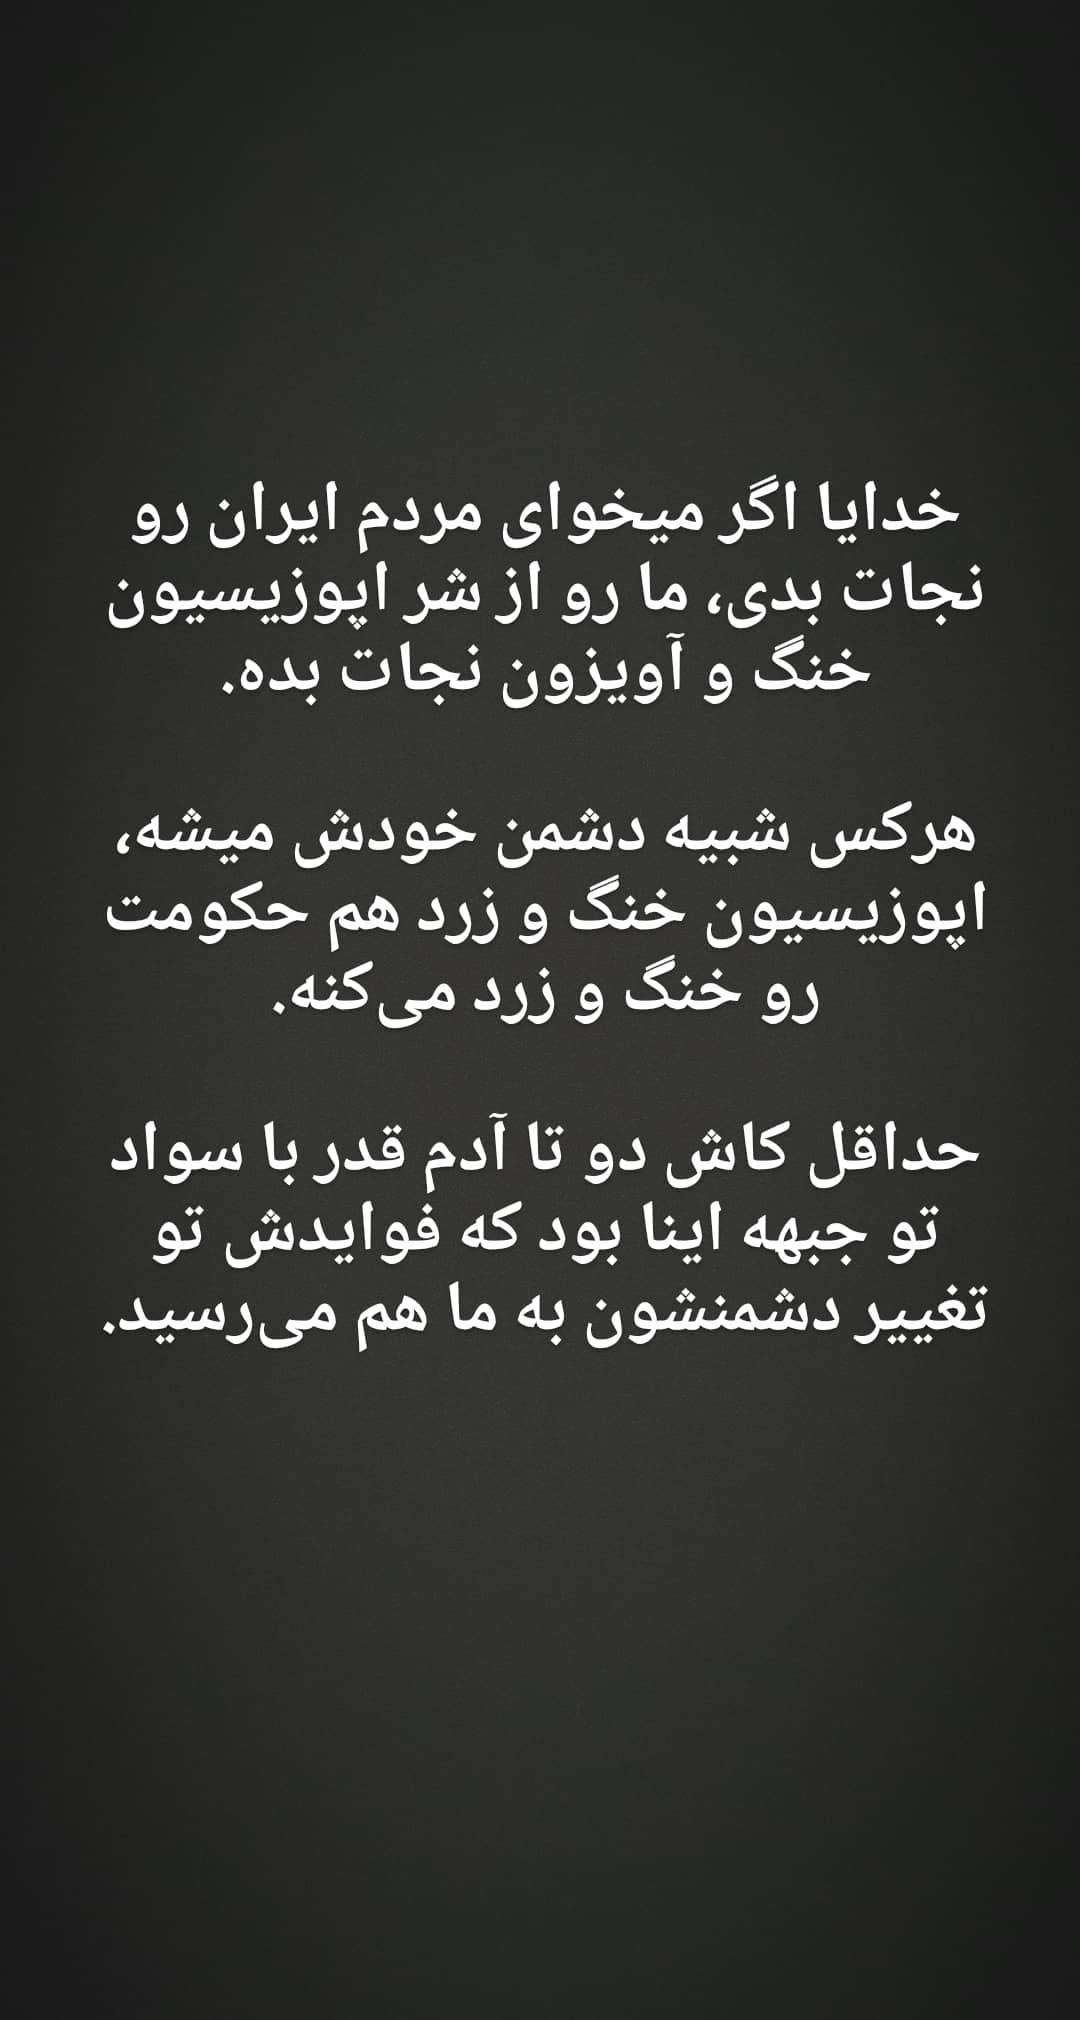 خدایا اگر میخوای مردم ایران رو
نجات بدی، ما رو از شر اپوزیسیون
خنگ و آویزون نجات بده.
هرکس شبیه دشمن خودش میشه،
اپوزیسیون خنگ و زرد هم حکومت
رو خنگ و زرد می‌کنه.
حداقل کاش دو تا آدم قدر با سواد
تو جبهه اینا بود که فوایدش تو
تغییر دشمنشون به ما هم می‌رسید.